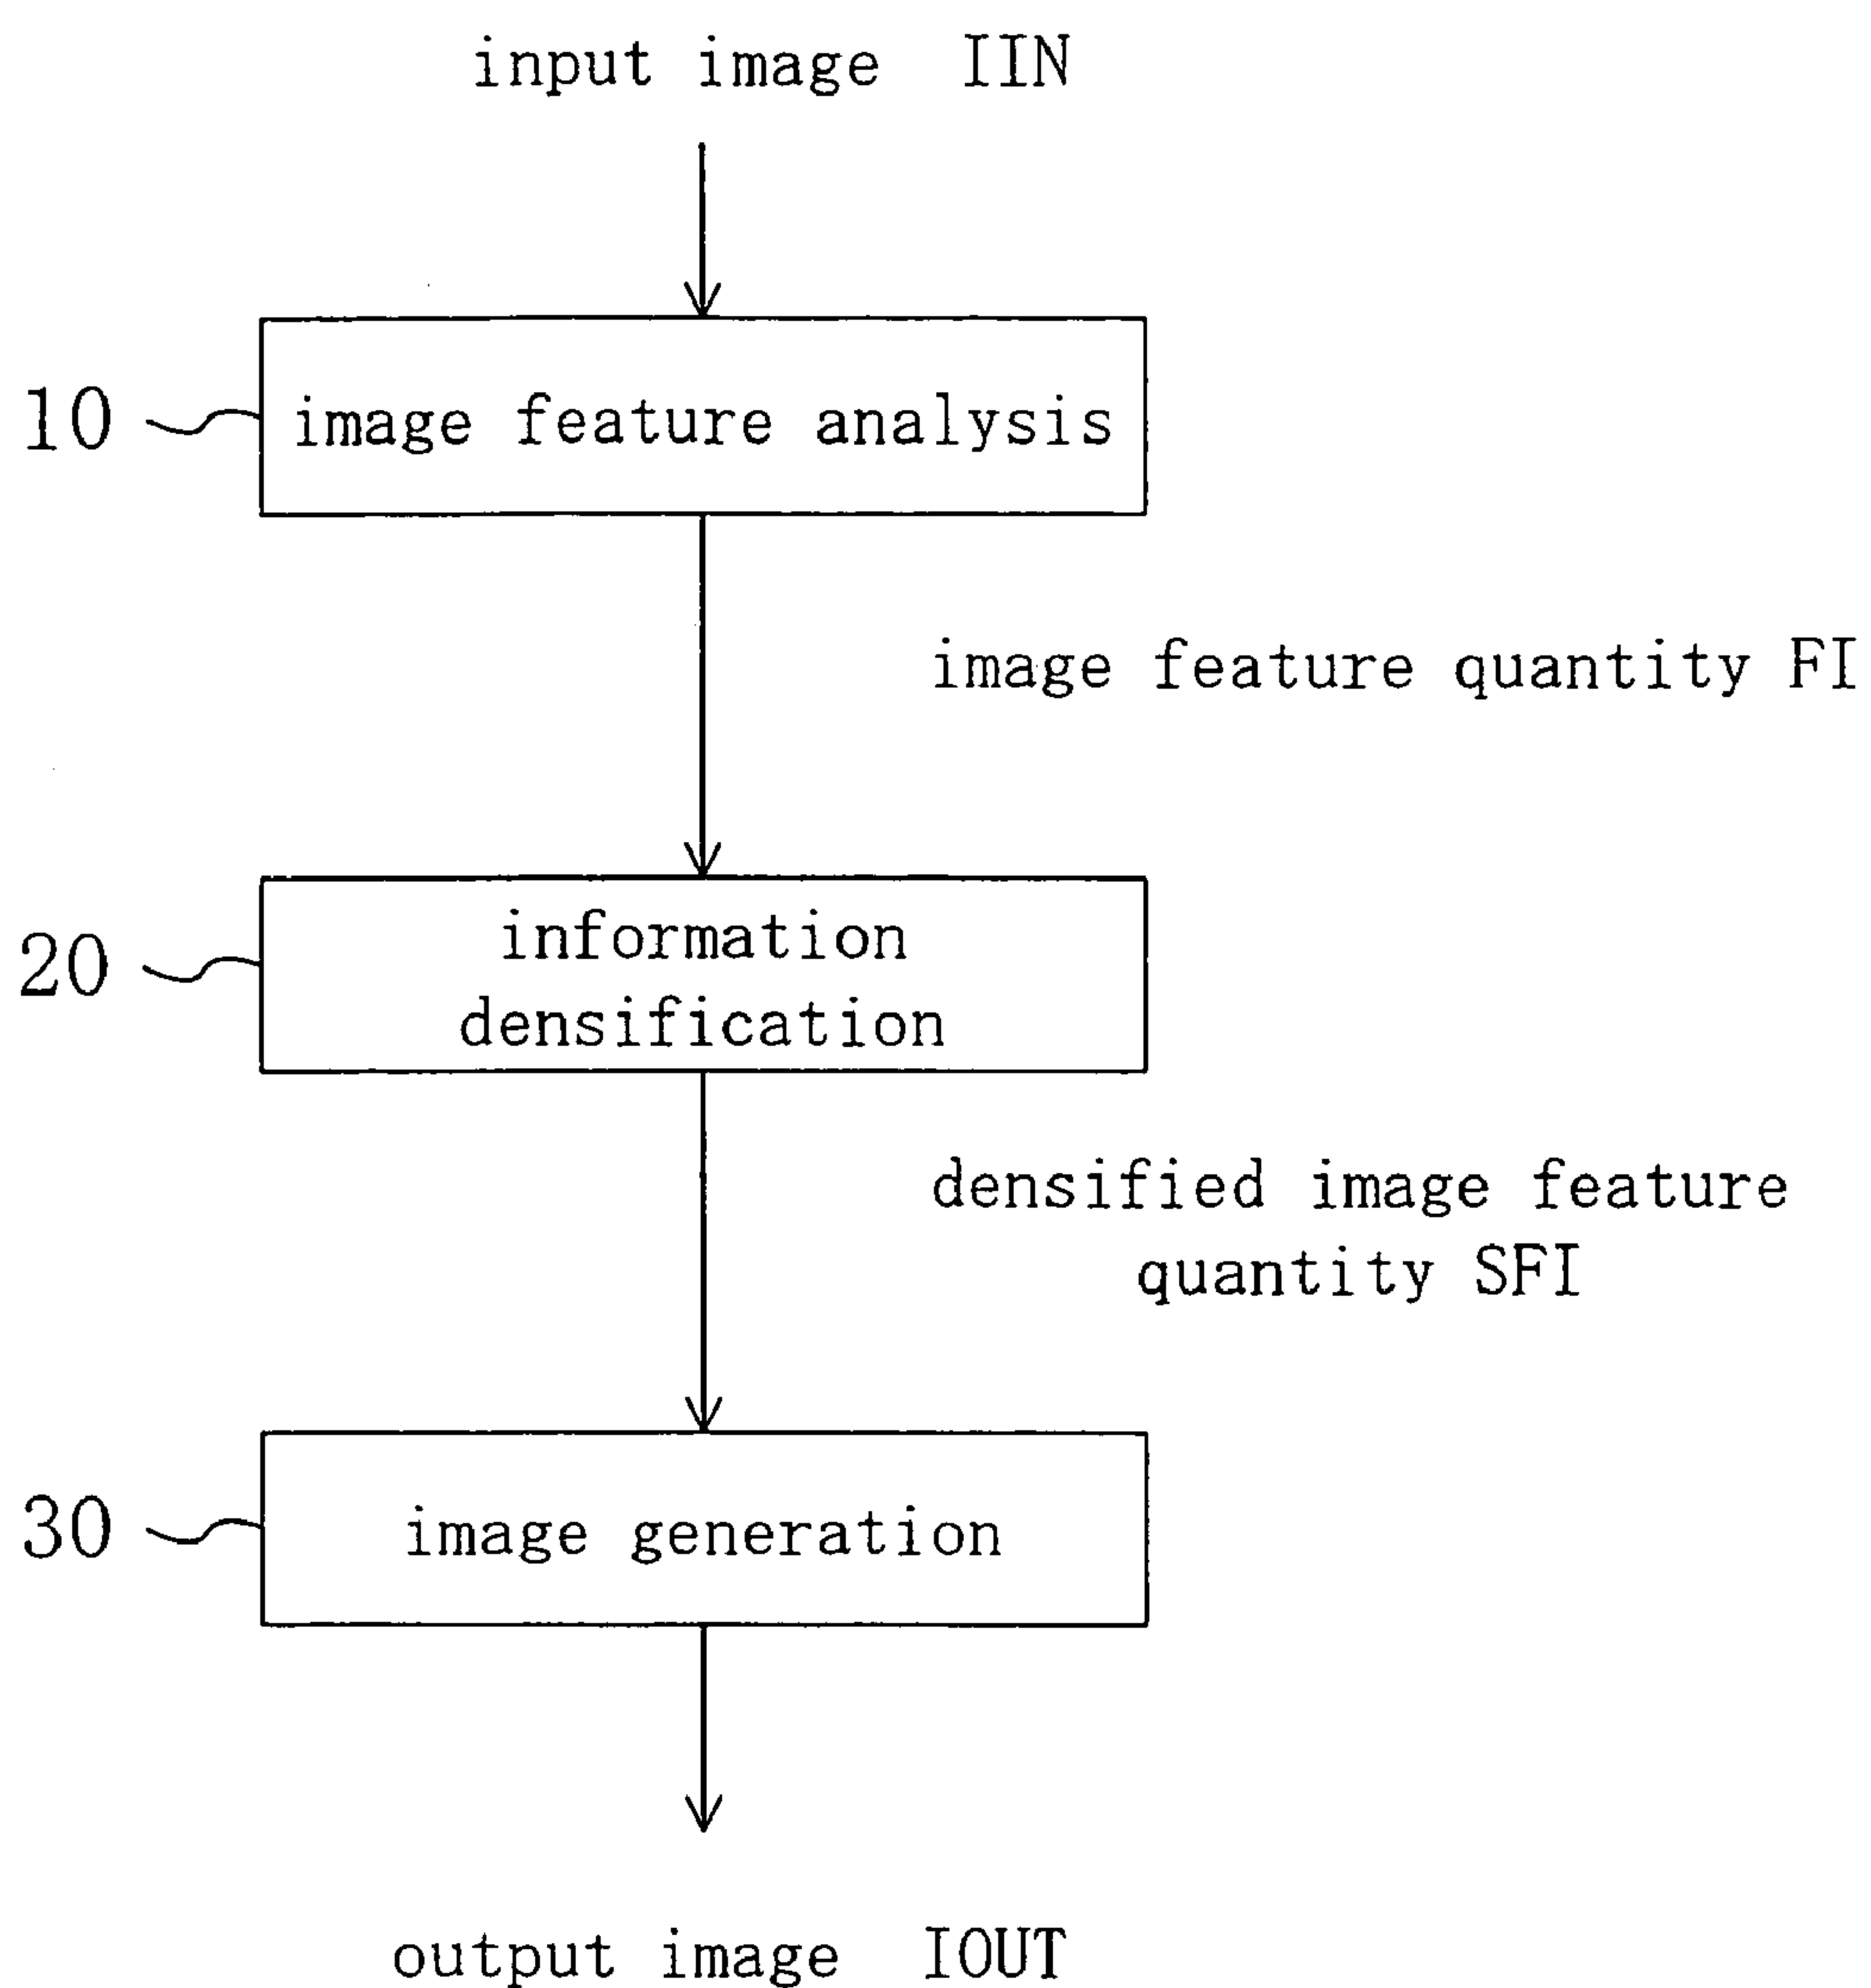 input image IIN
10
image feature analysis
image feature quantity FI
20
information
densification
densified image feature
quantity SFI
30
image generation
output image IOUT